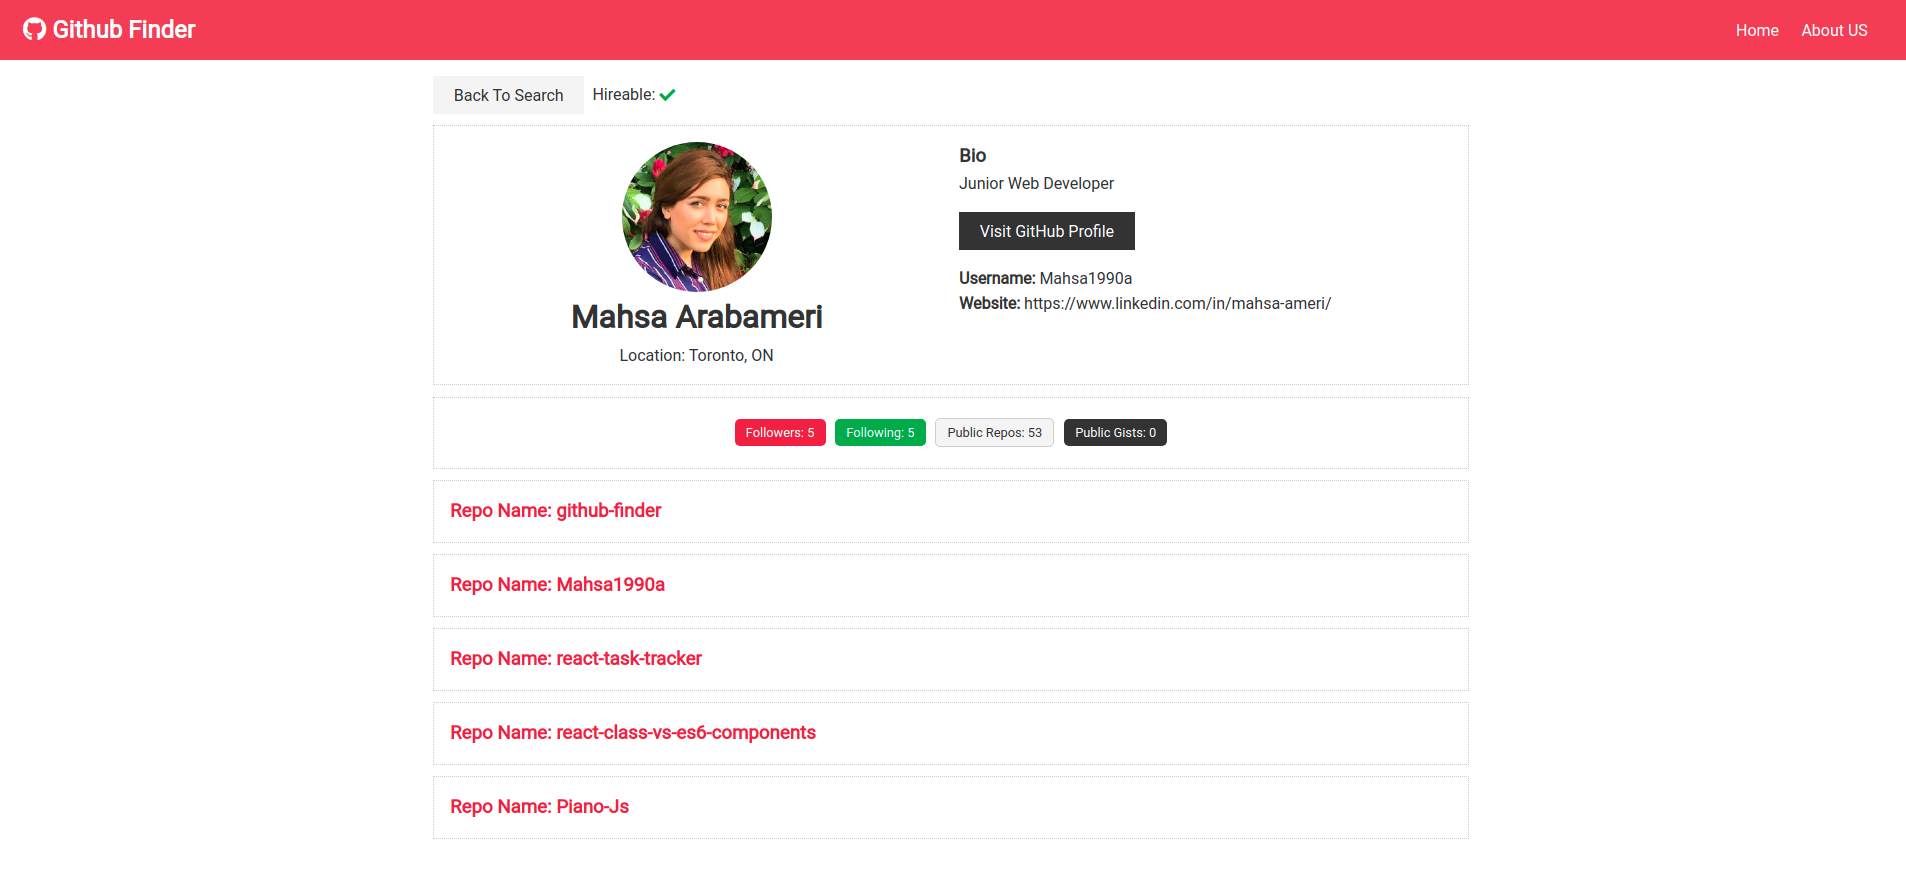 Github Finder
Home
About US
Back To Search
Hireable:
Mahsa Arabameri
Location: Toronto, ON
Bio
Junior Web Developer
Visit GitHub Profile
Username: Mahsa1990a
Website: https://www.linkedin.com/in/mahsa-ameri/
Followers: 5
Following: 5
Public Repos: 53
Public Gists: 0
Repo Name: github-finder
Repo Name: Mahsa1990a
Repo Name: react-task-tracker
Repo Name: react-class-vs-es6-components
Repo Name: Piano-Js